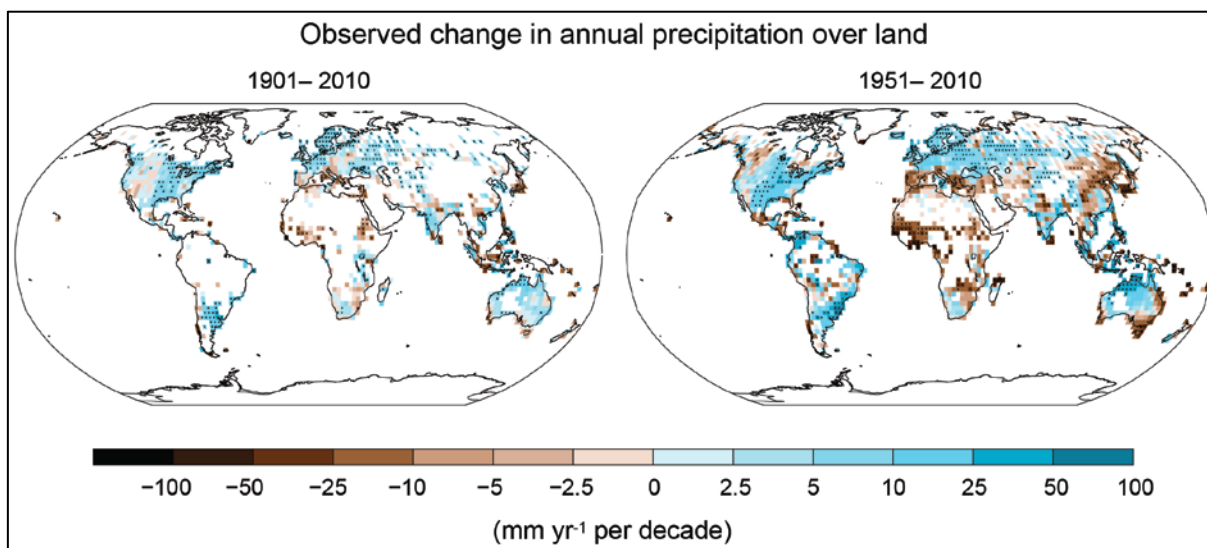 Observed change in annual precipitation over land
1901– 2010
1951– 2010
−100 −50 −25 −10 −5 −2.5 0 2.5 5 10 25 50 100
(mm yr⁻¹ per decade)